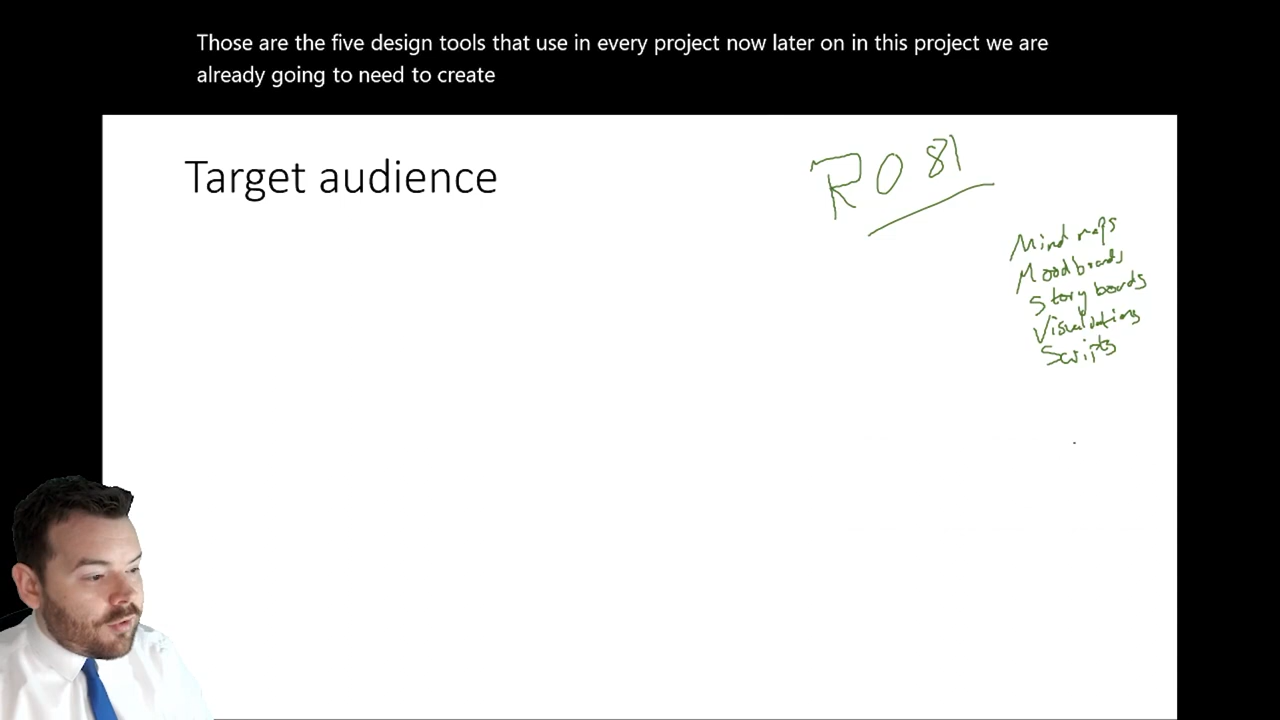 Those are the five design tools that use in every project now later on in this project we are
already going to need to create
Target audience
R081
Mind maps
Moodboards
Story boards
Visualisations
Scripts